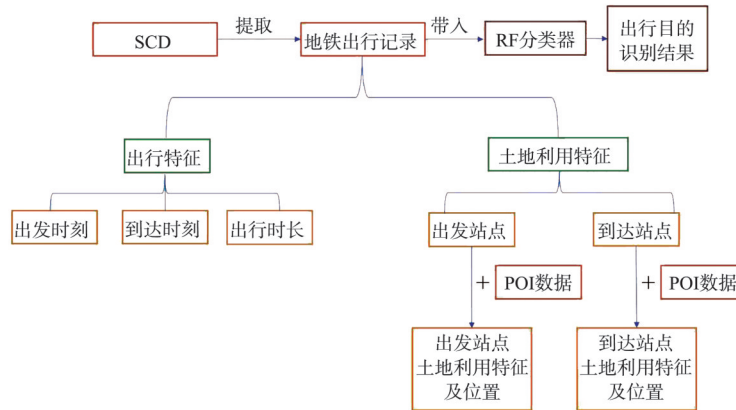 SCD
提取
地铁出行记录
带入
RF分类器
出行目的
识别结果
出行特征
土地利用特征
出发时刻
到达时刻
出行时长
出发站点
到达站点
+
POI数据
+
POI数据
出发站点
土地利用特征
及位置
到达站点
土地利用特征
及位置